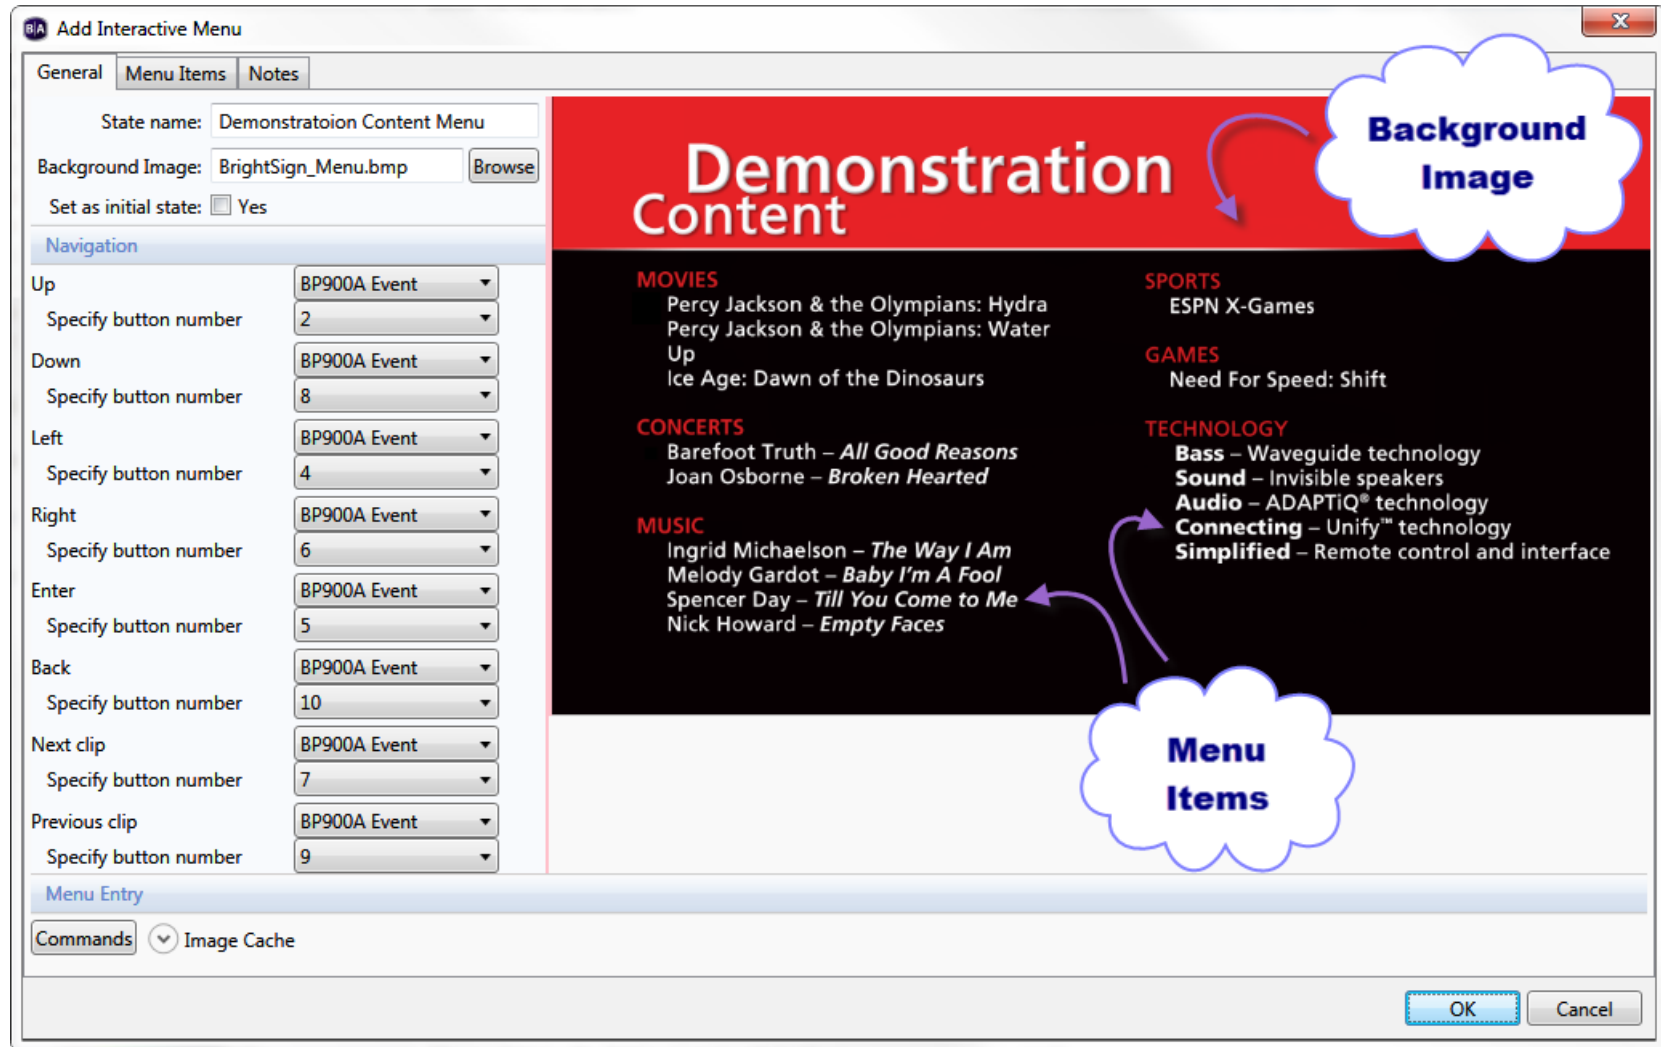 BA Add Interactive Menu
X
General Menu Items Notes
State name: Demonstratoion Content Menu
Background Image: BrightSign_Menu.bmp Browse
Set as initial state: Yes
Navigation
Up BP900A Event
Specify button number 2
Down BP900A Event
Specify button number 8
Left BP900A Event
Specify button number 4
Right BP900A Event
Specify button number 6
Enter BP900A Event
Specify button number 5
Back BP900A Event
Specify button number 10
Next clip BP900A Event
Specify button number 7
Previous clip BP900A Event
Specify button number 9
Demonstration
Content
Background
Image
MOVIES
Percy Jackson & the Olympians: Hydra
Percy Jackson & the Olympians: Water
Up
Ice Age: Dawn of the Dinosaurs
CONCERTS
Barefoot Truth – All Good Reasons
Joan Osborne – Broken Hearted
MUSIC
Ingrid Michaelson – The Way I Am
Melody Gardot – Baby I'm A Fool
Spencer Day – Till You Come to Me
Nick Howard – Empty Faces
SPORTS
ESPN X-Games
GAMES
Need For Speed: Shift
TECHNOLOGY
Bass – Waveguide technology
Sound – Invisible speakers
Audio – ADAPTiQ® technology
Connecting – Unify™ technology
Simplified – Remote control and interface
Menu
Items
Menu Entry
Commands Image Cache
OK Cancel